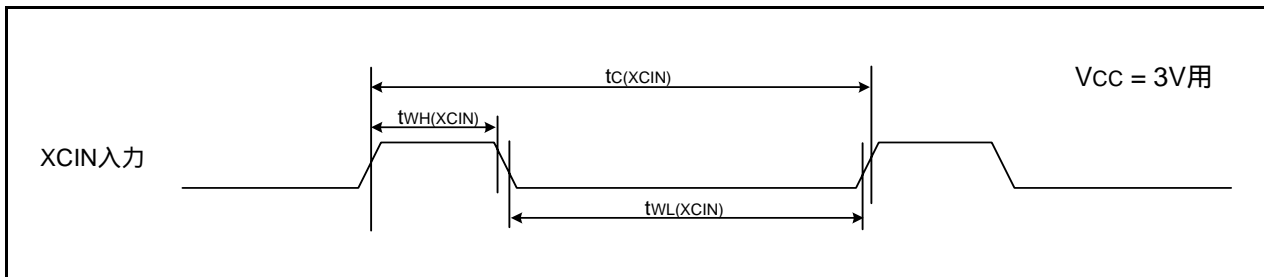 tC(XCIN)
VCC = 3V用
tWH(XCIN)
XCIN入力
tWL(XCIN)